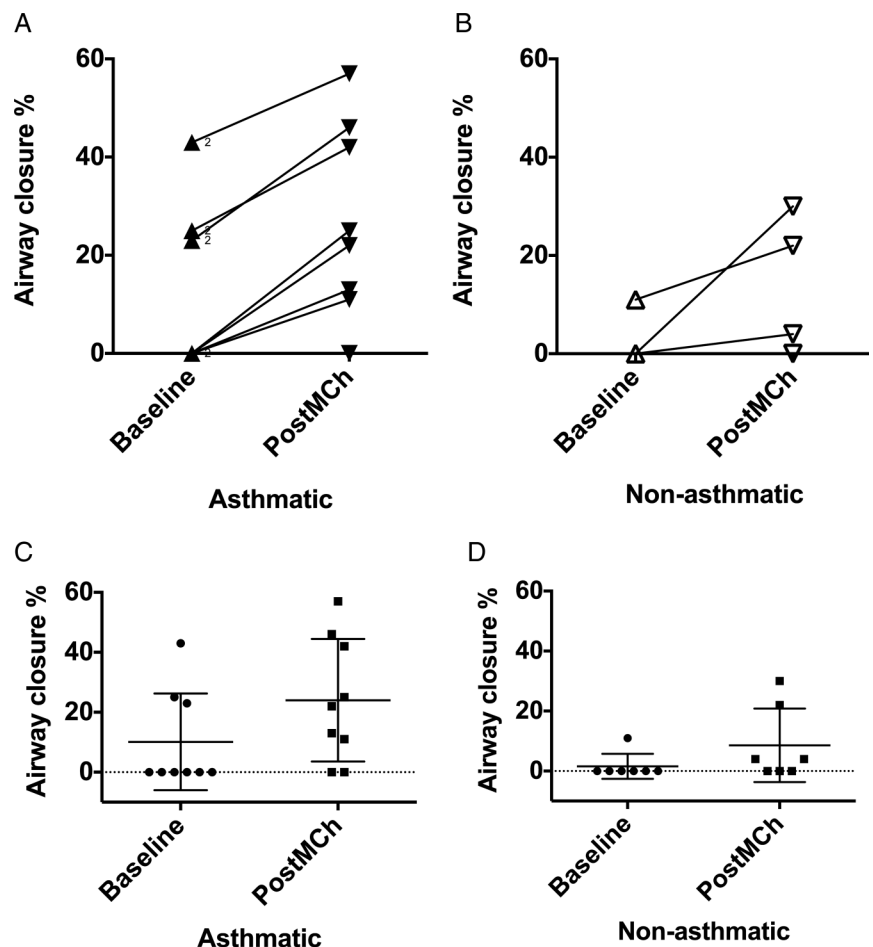 A
B
60
40
20
0
Airway closure %
2
2
2
2
Baseline
PostMCh
Asthmatic
60
40
20
0
Airway closure %
Baseline
PostMCh
Non-asthmatic
C
D
60
40
20
0
Airway closure %
Baseline
PostMCh
Asthmatic
60
40
20
0
Airway closure %
Baseline
PostMCh
Non-asthmatic